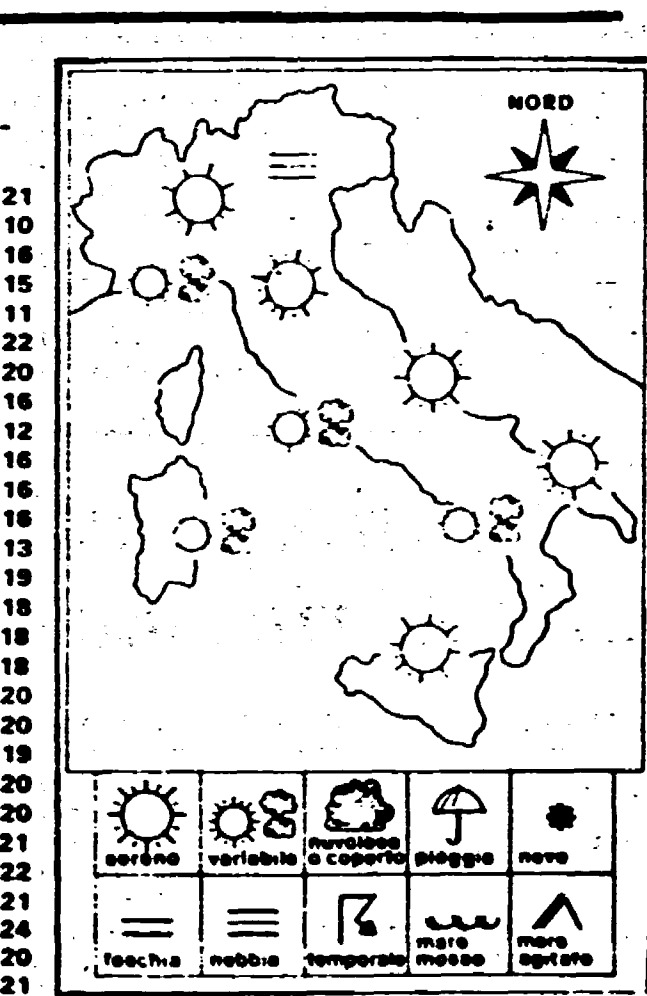 NORD
21
10
16
15
11
22
20
16
12
16
16
16
13
19
18
18
18
20
20
19
20
20
21
22
21
24
20
21
sereno
variabile
nuvoloso
o coperto
pioggia
neve
foschia
nebbia
temporale
mare
mosso
mare
agitato